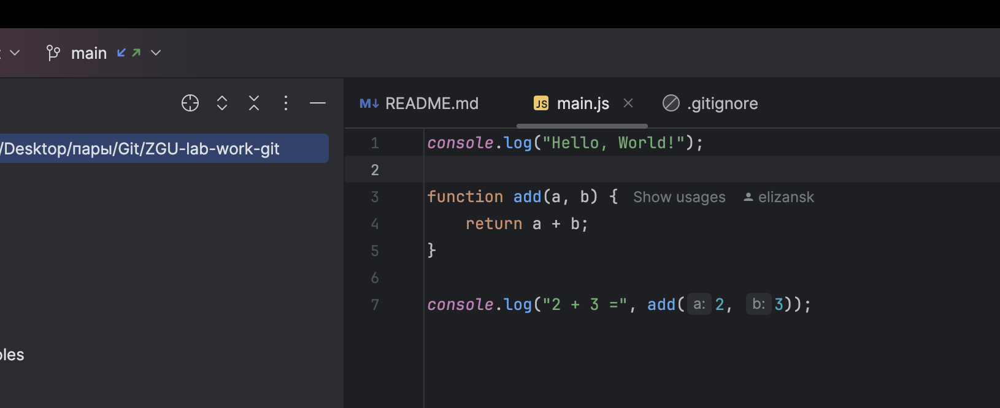 main
README.md
JS main.js
.gitignore
/Desktop/пары/Git/ZGU-lab-work-git
1 console.log("Hello, World!");
2
3 function add(a, b) { Show usages elizansk
4 return a + b;
5 }
6
7 console.log("2 + 3 =", add( a: 2, b: 3));